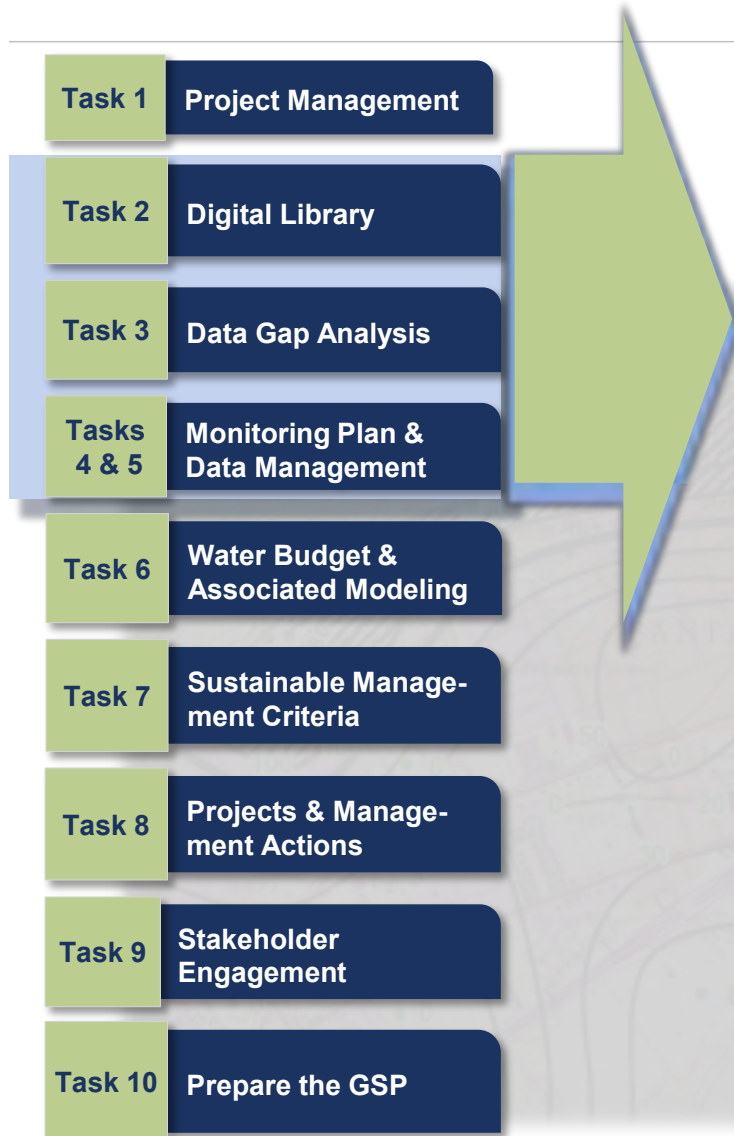 Task 1
Project Management
Task 2
Digital Library
Task 3
Data Gap Analysis
Tasks
4 & 5
Monitoring Plan &
Data Management
Task 6
Water Budget &
Associated Modeling
Task 7
Sustainable Manage-
ment Criteria
Task 8
Projects & Manage-
ment Actions
Task 9
Stakeholder
Engagement
Task 10
Prepare the GSP